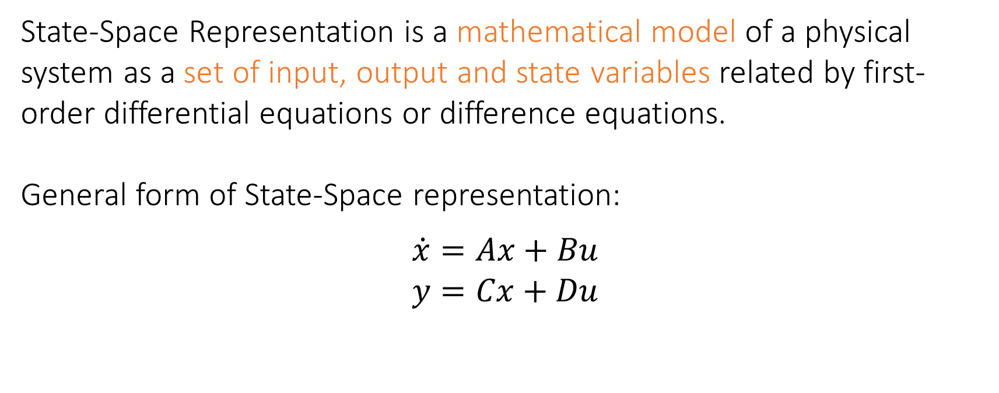 State-Space Representation is a mathematical model of a physical
system as a set of input, output and state variables related by first-
order differential equations or difference equations.
General form of State-Space representation:
ẋ = Ax + Bu
y = Cx + Du